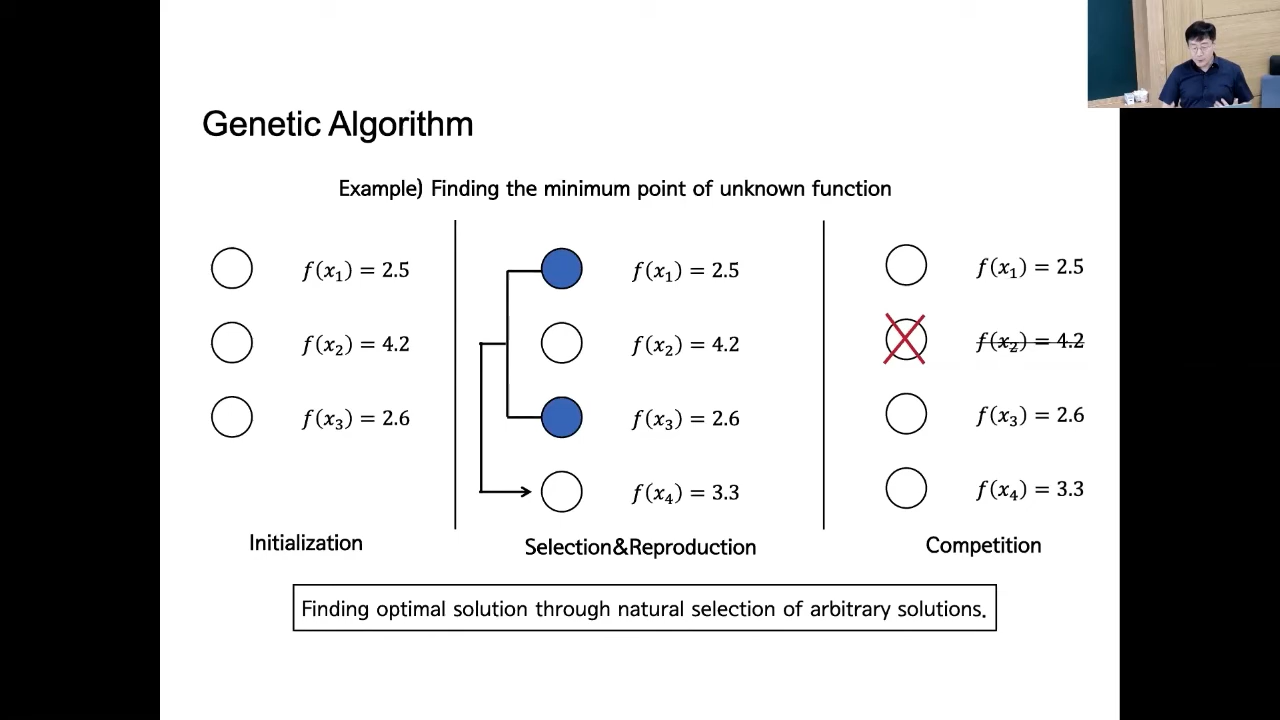 Genetic Algorithm
Example) Finding the minimum point of unknown function
f(x₁) = 2.5
f(x₂) = 4.2
f(x₃) = 2.6
Initialization
f(x₁) = 2.5
f(x₂) = 4.2
f(x₃) = 2.6
f(x₄) = 3.3
Selection&Reproduction
f(x₁) = 2.5
f(x₂) = 4.2
f(x₃) = 2.6
f(x₄) = 3.3
Competition
Finding optimal solution through natural selection of arbitrary solutions.